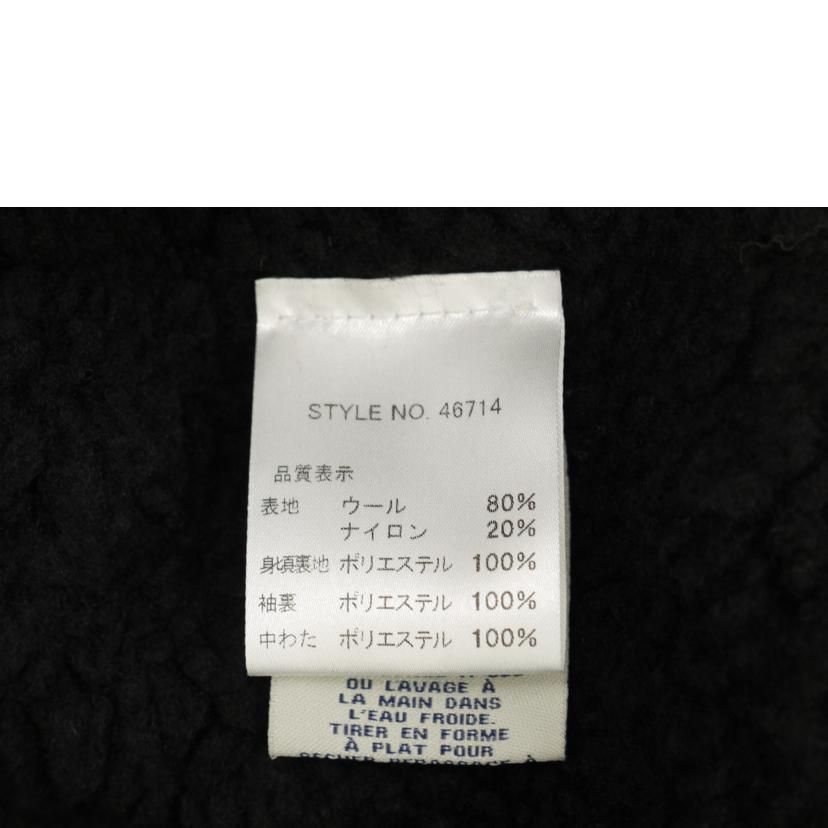 STYLE NO. 46714
品質表示
表地 ウール 80%
ナイロン 20%
身頃裏地 ポリエステル 100%
袖裏 ポリエステル 100%
中わた ポリエステル 100%
OU LAVAGE À
LA MAIN DANS
L'EAU FROIDE.
TIRER EN FORME
À PLAT POUR
SÉCHER REPASSAGE À